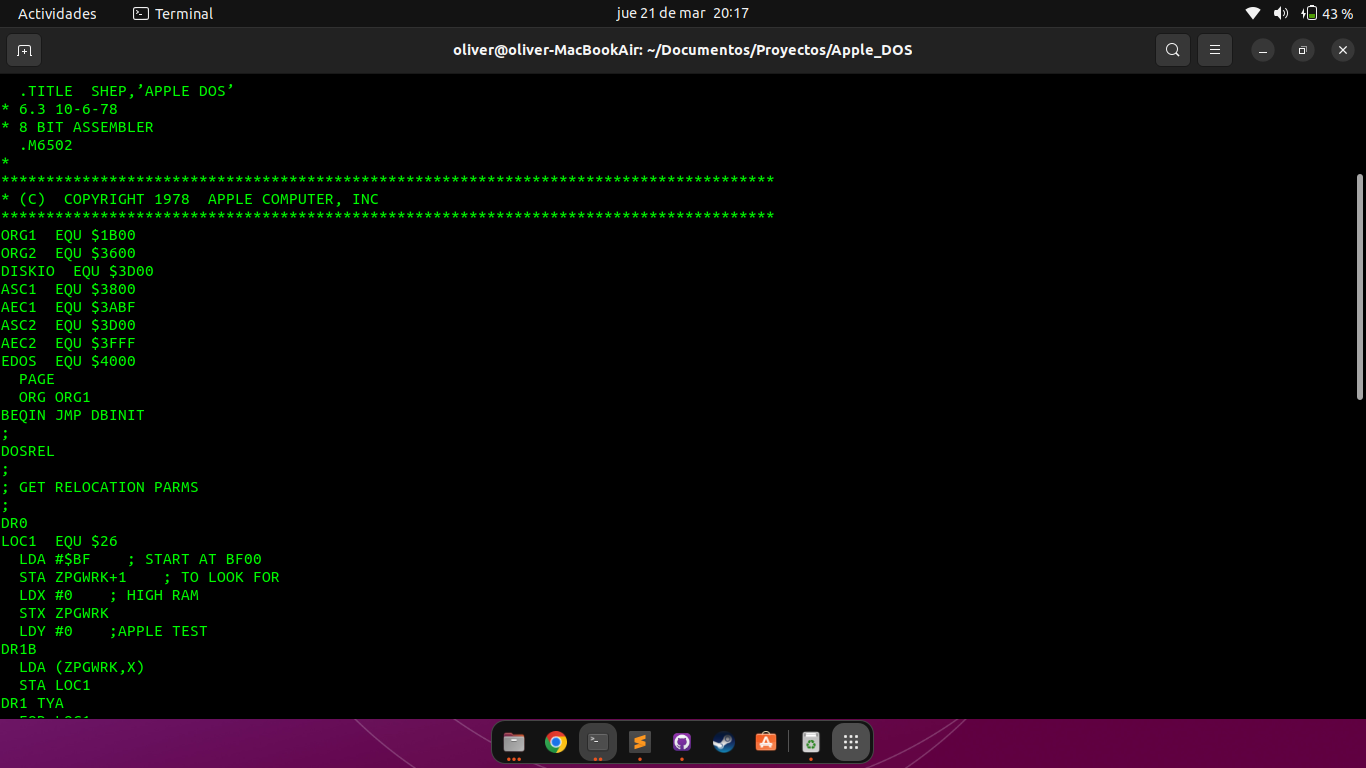 Actividades Terminal jue 21 de mar 20:17 43 %
oliver@oliver-MacBookAir: ~/Documentos/Proyectos/Apple_DOS
.TITLE SHEP,’APPLE DOS’
* 6.3 10-6-78
* 8 BIT ASSEMBLER
.M6502
*
**************************************************************************************
* (C) COPYRIGHT 1978 APPLE COMPUTER, INC
**************************************************************************************
ORG1 EQU $1B00
ORG2 EQU $3600
DISKIO EQU $3D00
ASC1 EQU $3800
AEC1 EQU $3ABF
ASC2 EQU $3D00
AEC2 EQU $3FFF
EDOS EQU $4000
PAGE
ORG ORG1
BEQIN JMP DBINIT
;
DOSREL
;
; GET RELOCATION PARMS
;
DR0
LOC1 EQU $26
LDA #$BF ; START AT BF00
STA ZPGWRK+1 ; TO LOOK FOR
LDX #0 ; HIGH RAM
STX ZPGWRK
LDY #0 ;APPLE TEST
DR1B
LDA (ZPGWRK,X)
STA LOC1
DR1 TYA